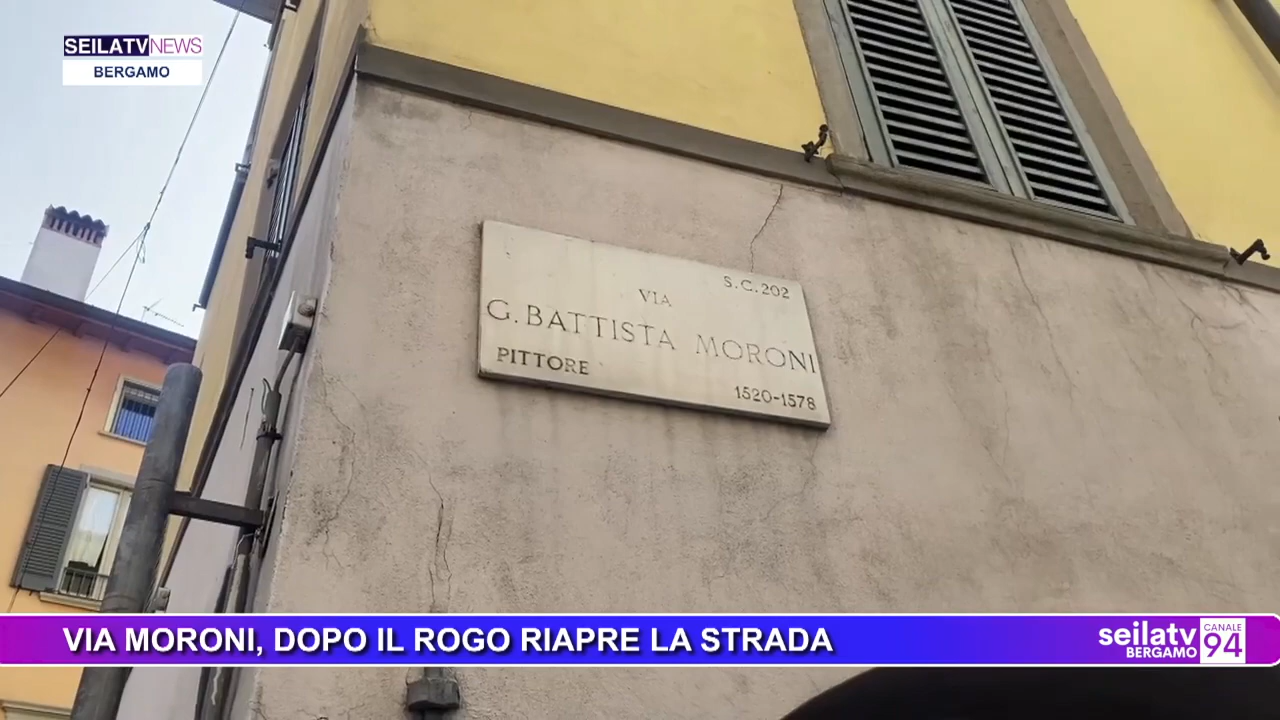 SEILATVNEWS
BERGAMO
S.C.202
VIA
G.BATTISTA MORONI
PITTORE
1520-1578
VIA MORONI, DOPO IL ROGO RIAPRE LA STRADA
seilatv
BERGAMO
CANALE
94